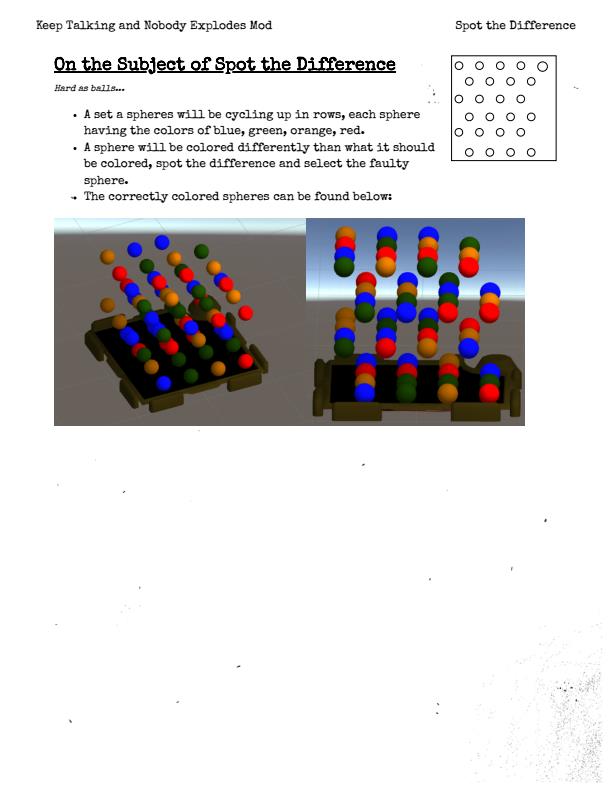 Keep Talking and Nobody Explodes Mod
Spot the Difference
On the Subject of Spot the Difference
Hard as balls...
• A set a spheres will be cycling up in rows, each sphere
having the colors of blue, green, orange, red.
• A sphere will be colored differently than what it should
be colored, spot the difference and select the faulty
sphere.
• The correctly colored spheres can be found below: